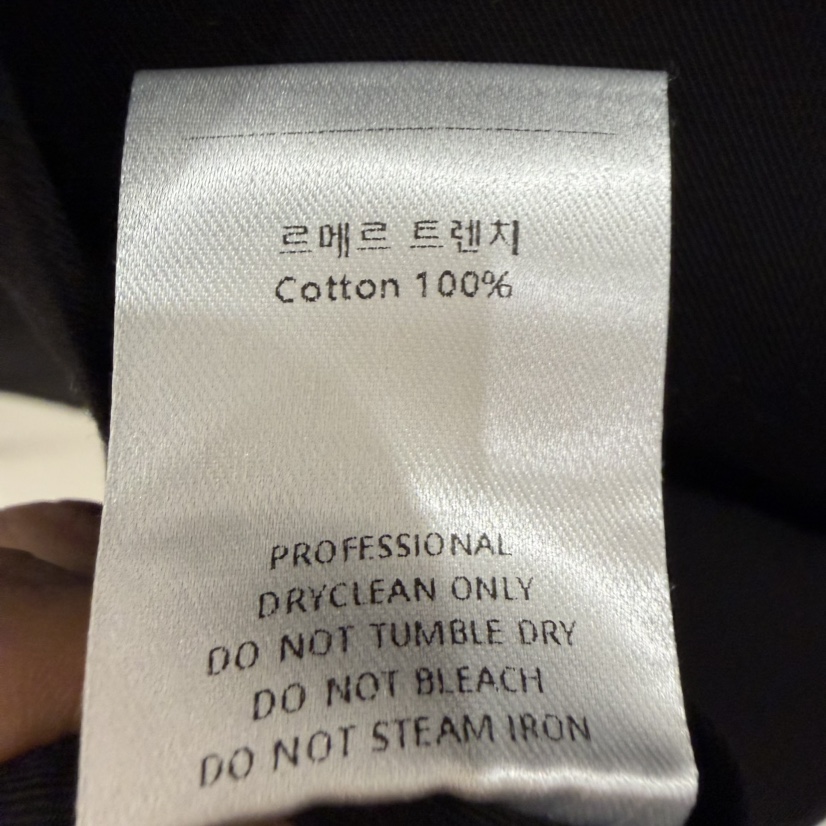 르메르 트렌치
Cotton 100%
PROFESSIONAL
DRYCLEAN ONLY
DO NOT TUMBLE DRY
DO NOT BLEACH
DO NOT STEAM IRON